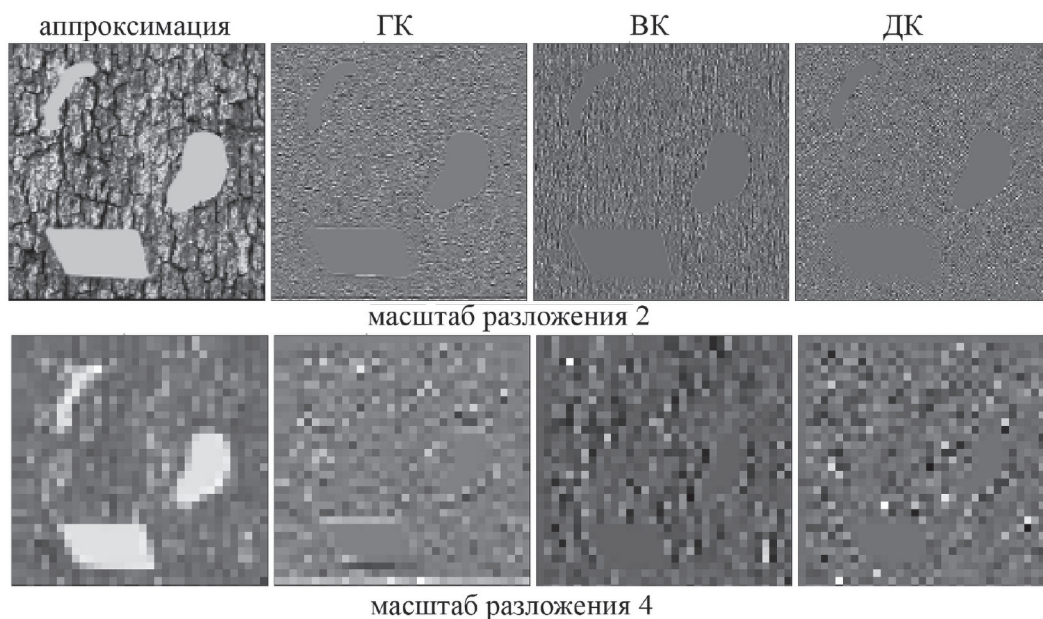 аппроксимация ГК ВК ДК
масштаб разложения 2
масштаб разложения 4